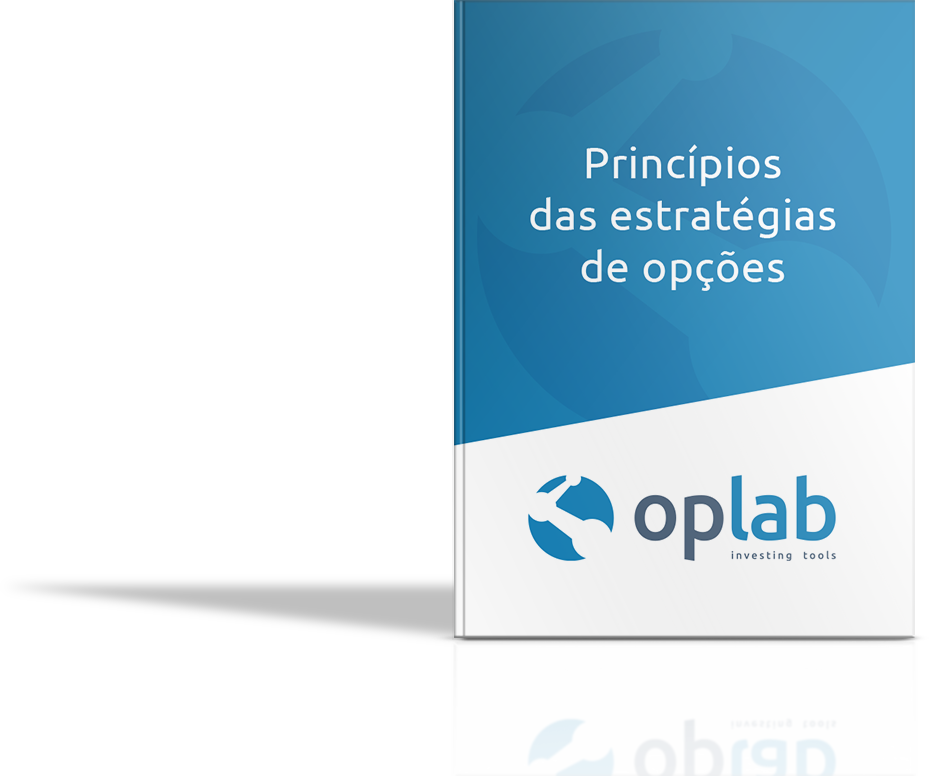 Princípios
das estratégias
de opções
oplab
investing tools